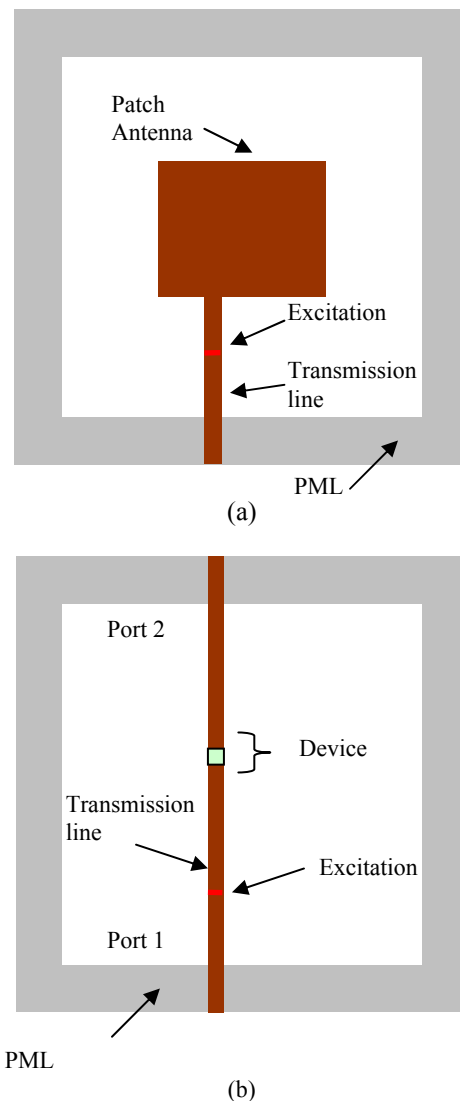 Patch
Antenna
Excitation
Transmission
line
PML
(a)
Port 2
Device
Transmission
line
Excitation
Port 1
PML
(b)